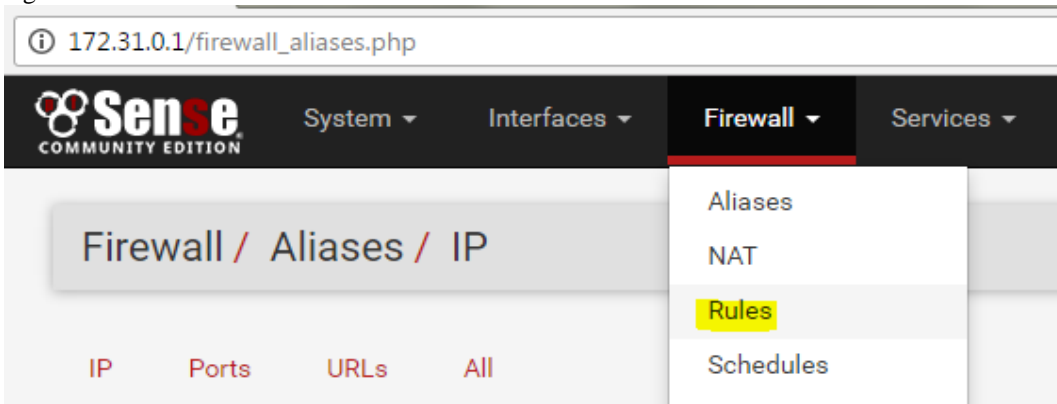 172.31.0.1/firewall_aliases.php
Sense
COMMUNITY EDITION
System
Interfaces
Firewall
Services
Aliases
NAT
Rules
Schedules
Firewall / Aliases / IP
IP Ports URLs All